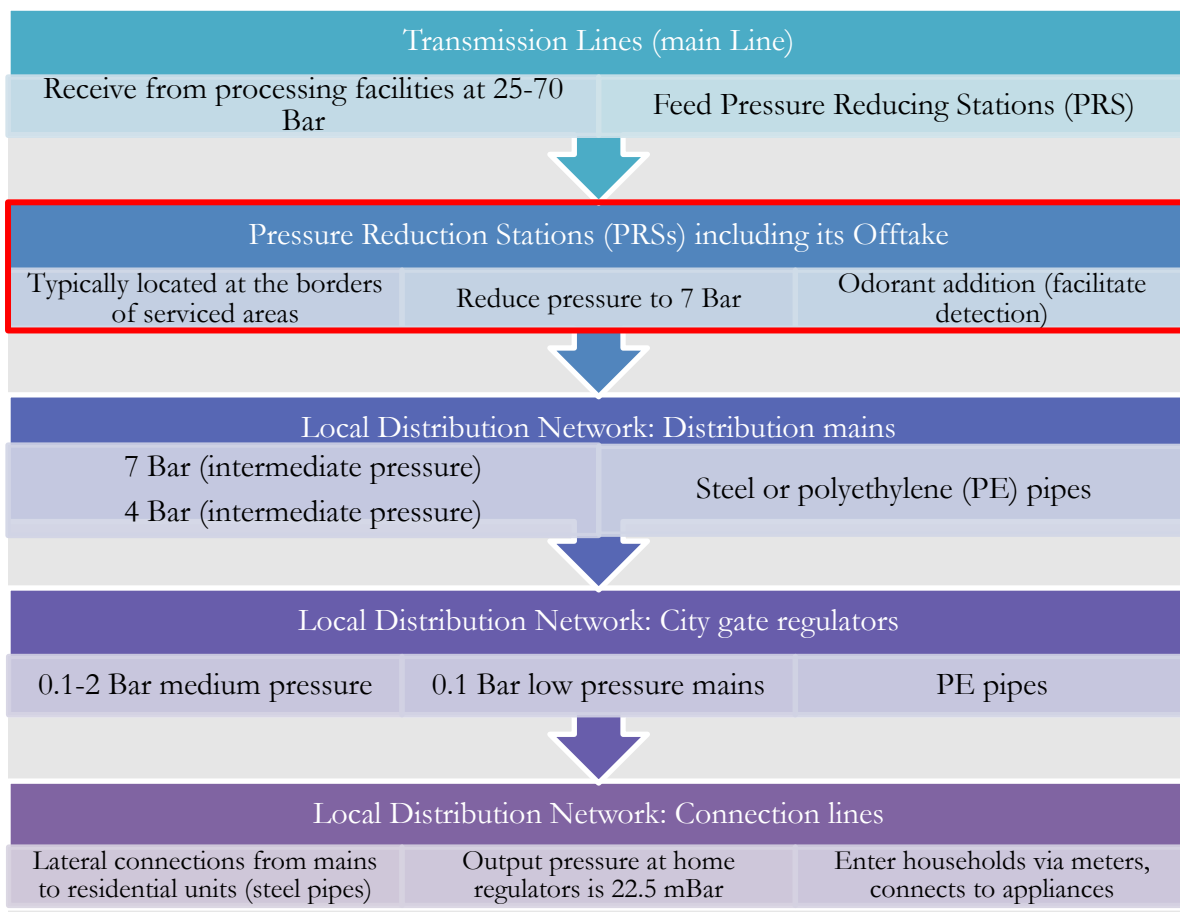 Transmission Lines (main Line)
Receive from processing facilities at 25-70
Bar
Feed Pressure Reducing Stations (PRS)
Pressure Reduction Stations (PRSs) including its Offtake
Typically located at the borders
of serviced areas
Reduce pressure to 7 Bar
Odorant addition (facilitate
detection)
Local Distribution Network: Distribution mains
7 Bar (intermediate pressure)
4 Bar (intermediate pressure)
Steel or polyethylene (PE) pipes
Local Distribution Network: City gate regulators
0.1-2 Bar medium pressure
0.1 Bar low pressure mains
PE pipes
Local Distribution Network: Connection lines
Lateral connections from mains
to residential units (steel pipes)
Output pressure at home
regulators is 22.5 mBar
Enter households via meters,
connects to appliances